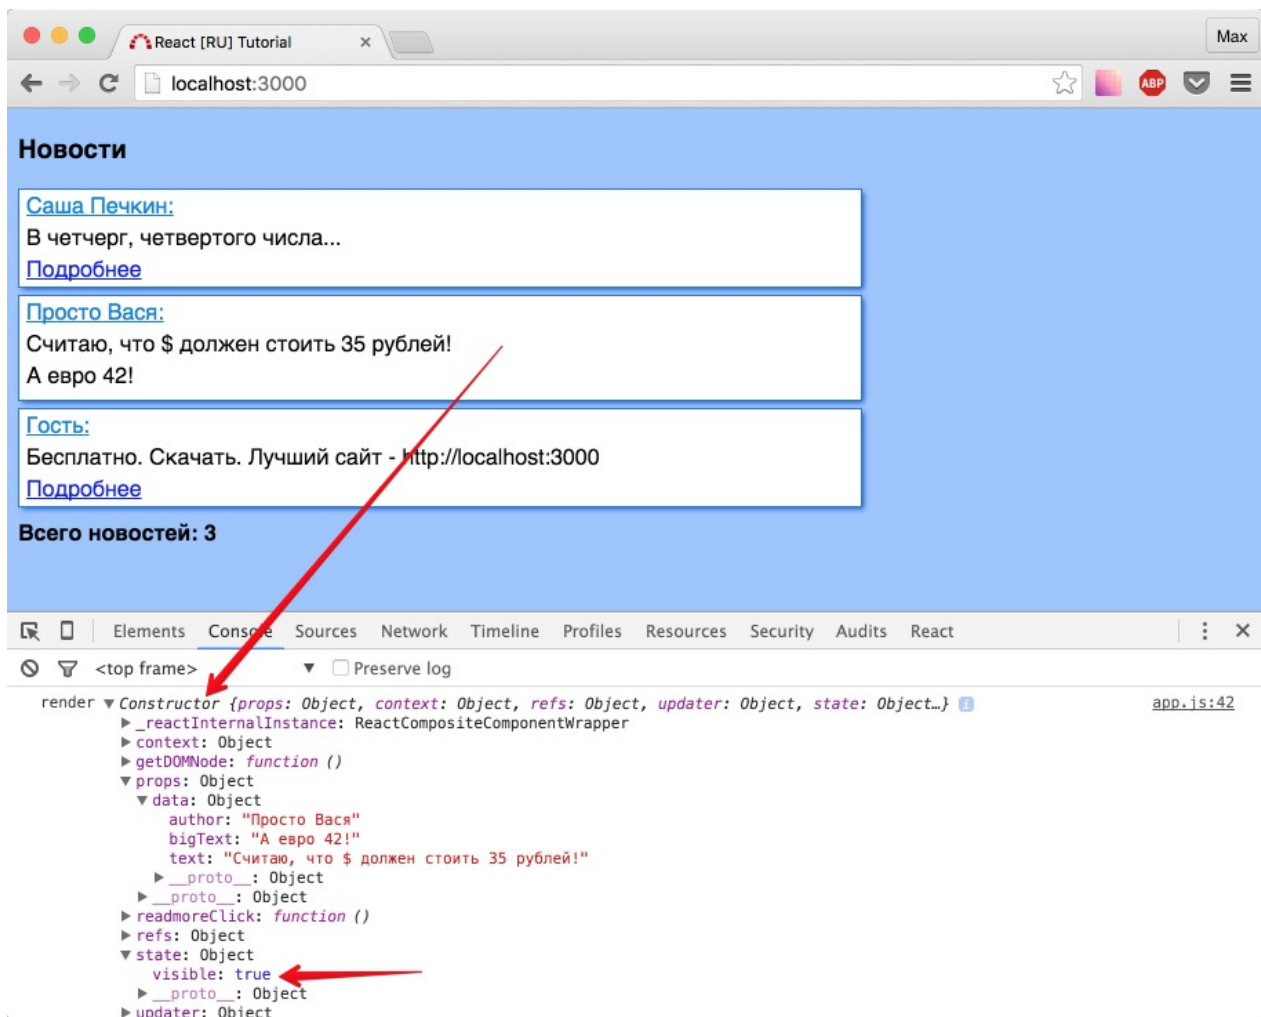 React [RU] Tutorial
Max
localhost:3000
ABP
Новости
Саша Печкин:
В четчерг, четвертого числа...
Подробнее
Просто Вася:
Считаю, что $ должен стоить 35 рублей!
А евро 42!
Гость:
Бесплатно. Скачать. Лучший сайт - http://localhost:3000
Подробнее
Всего новостей: 3
Elements Console Sources Network Timeline Profiles Resources Security Audits React
<top frame> Preserve log
render Constructor {props: Object, context: Object, refs: Object, updater: Object, state: Object…} app.js:42
_reactInternalInstance: ReactCompositeComponentWrapper
context: Object
getDOMNode: function ()
props: Object
data: Object
author: "Просто Вася"
bigText: "А евро 42!"
text: "Считаю, что $ должен стоить 35 рублей!"
__proto__: Object
__proto__: Object
readmoreClick: function ()
refs: Object
state: Object
visible: true
__proto__: Object
updater: Object